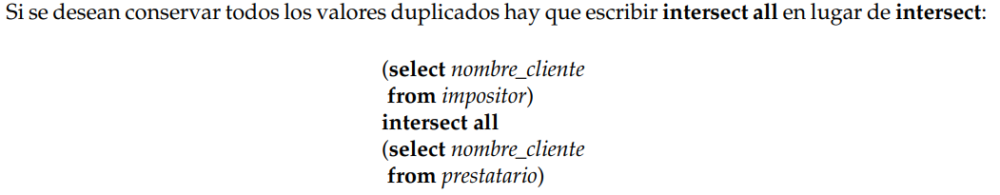 Si se desean conservar todos los valores duplicados hay que escribir intersect all en lugar de intersect:
(select nombre_cliente
from impositor)
intersect all
(select nombre_cliente
from prestatario)